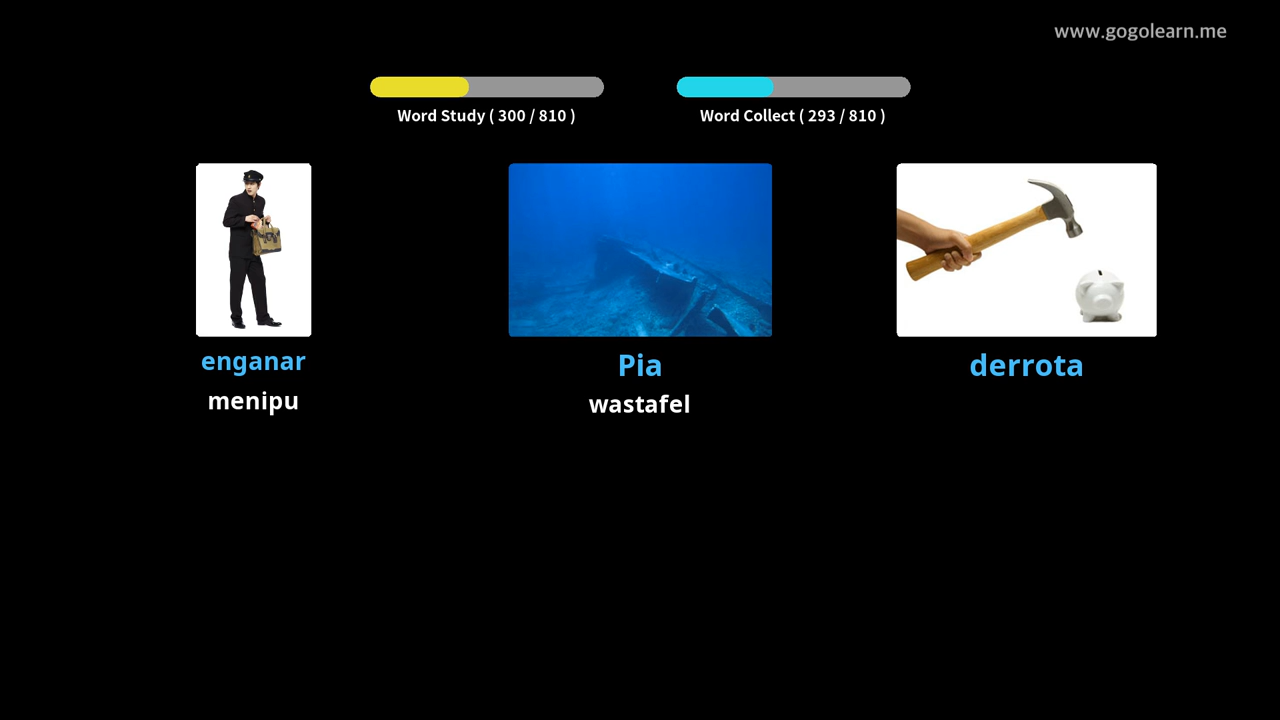 www.gogolearn.me
Word Study ( 300 / 810 )
Word Collect ( 293 / 810 )
enganar
menipu
Pia
wastafel
derrota